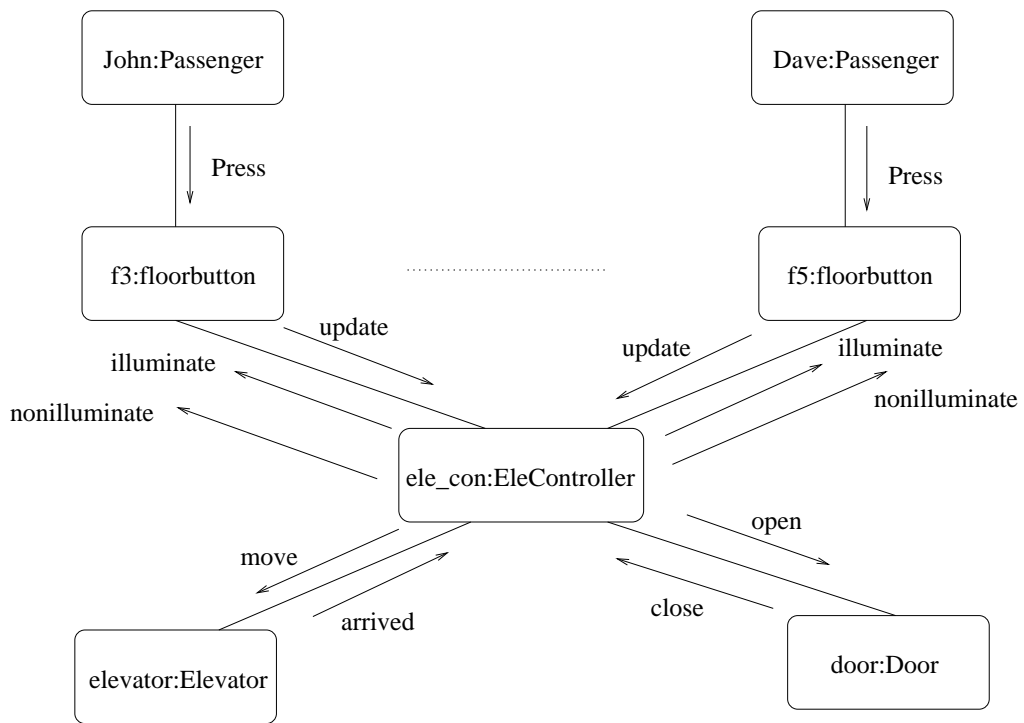 John:Passenger
Dave:Passenger
Press
Press
f3:floorbutton
f5:floorbutton
update
update
illuminate
illuminate
nonilluminate
nonilluminate
ele_con:EleController
open
move
close
arrived
elevator:Elevator
door:Door